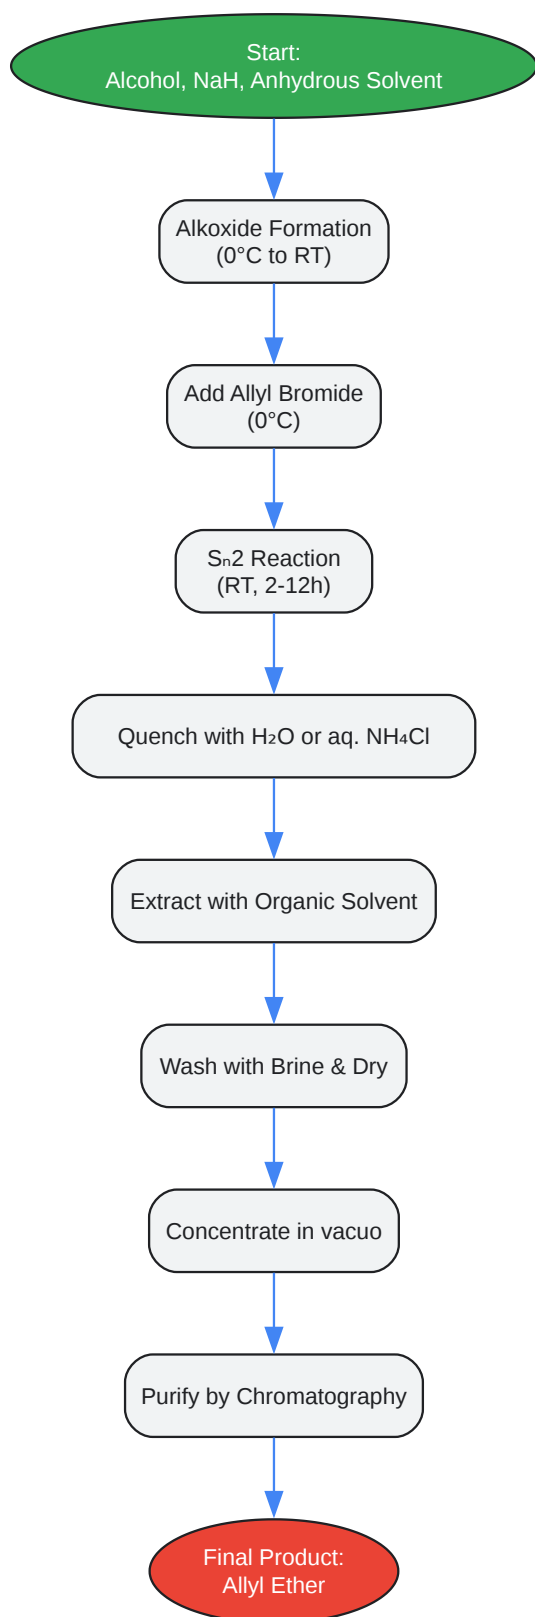 Start:
Alcohol, NaH, Anhydrous Solvent
Alkoxide Formation
(0°C to RT)
Add Allyl Bromide
(0°C)
Sₙ2 Reaction
(RT, 2-12h)
Quench with H₂O or aq. NH₄Cl
Extract with Organic Solvent
Wash with Brine & Dry
Concentrate in vacuo
Purify by Chromatography
Final Product:
Allyl Ether